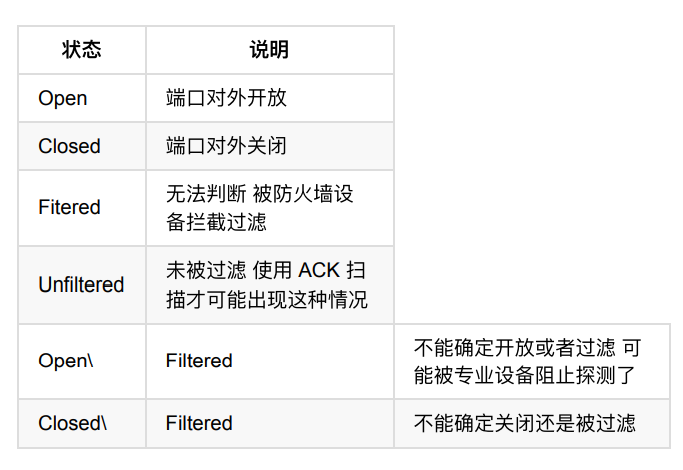 状态 说明
Open 端口对外开放
Closed 端口对外关闭
Fitered 无法判断 被防火墙设
备拦截过滤
Unfiltered 未被过滤 使用 ACK 扫
描才可能出现这种情况
Open\ Filtered 不能确定开放或者过滤 可
能被专业设备阻止探测了
Closed\ Filtered 不能确定关闭还是被过滤